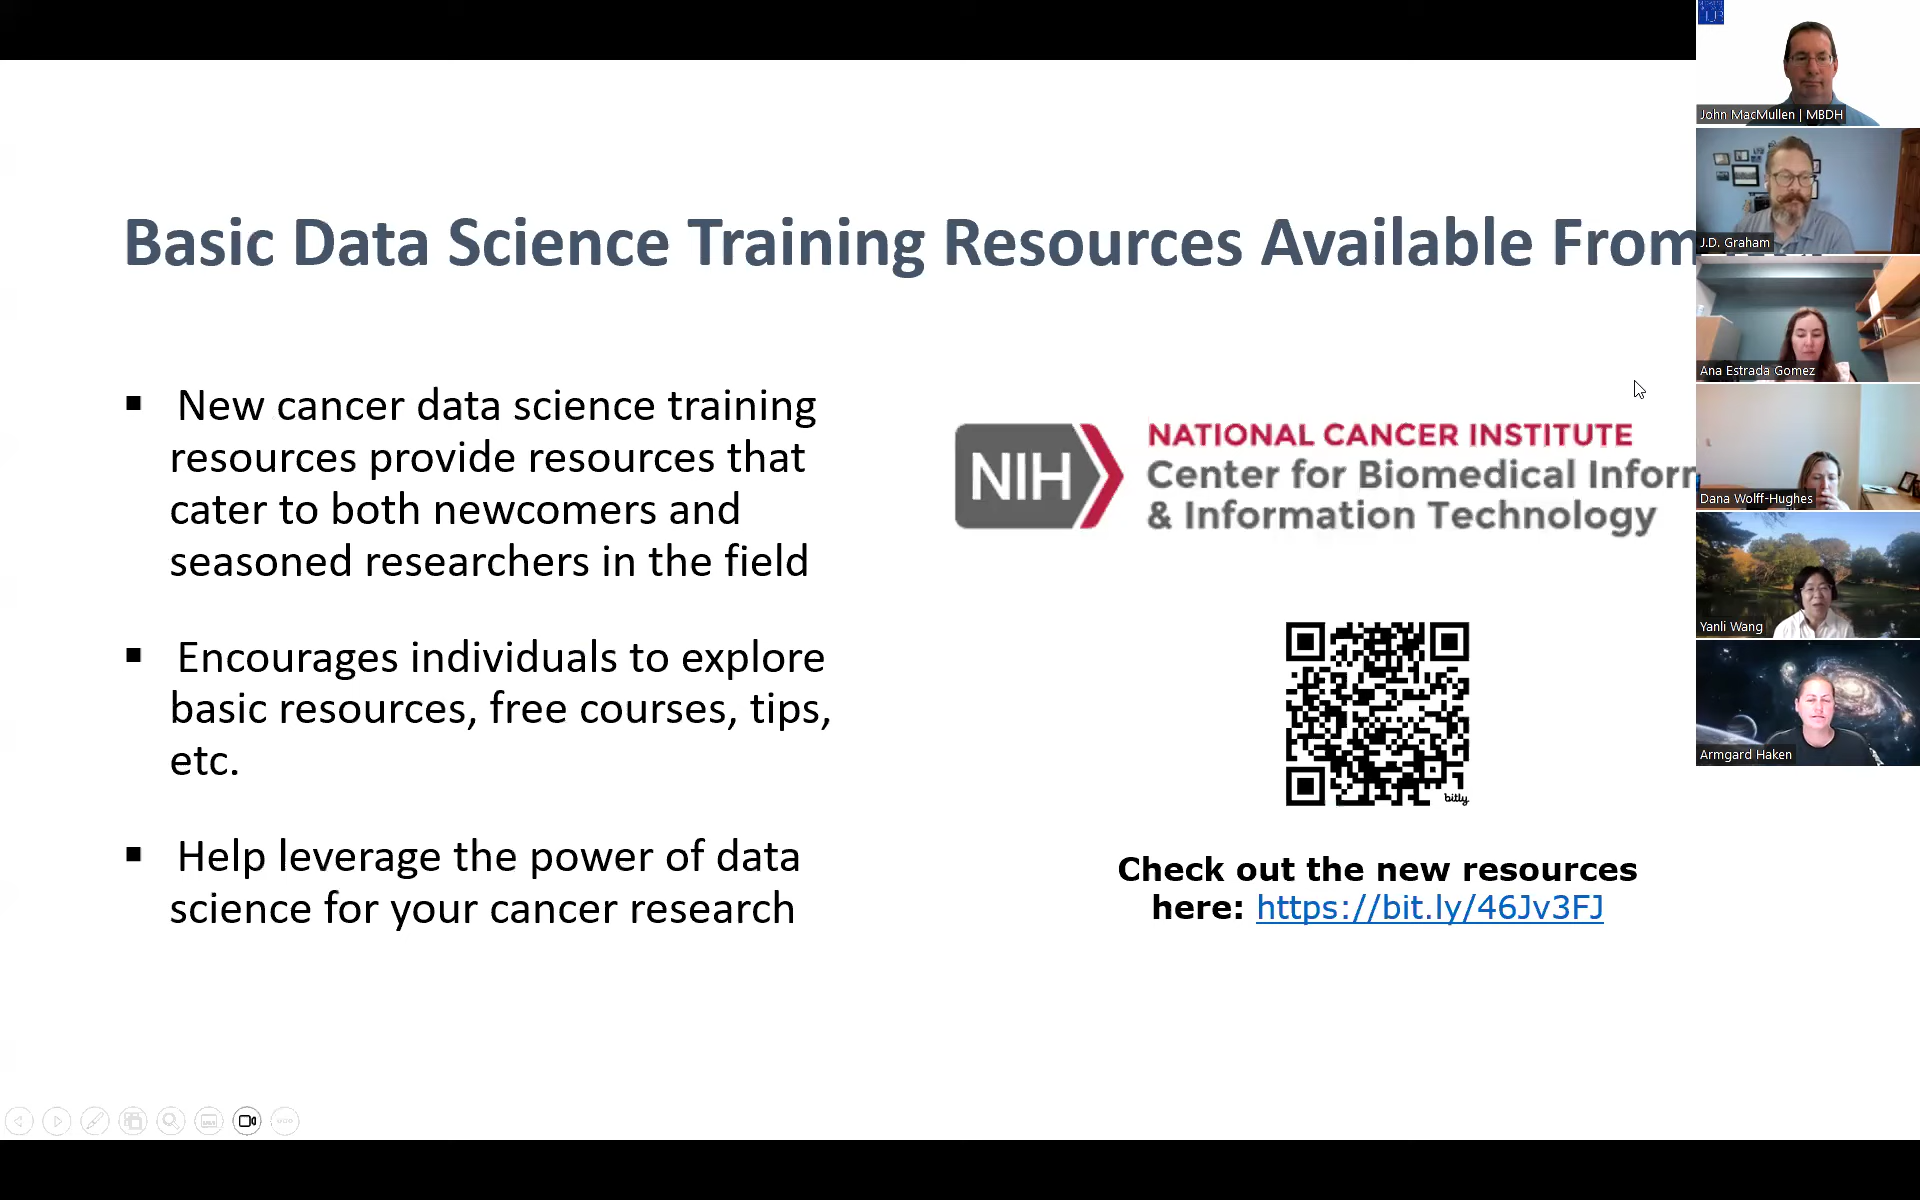 Basic Data Science Training Resources Available From
▪ New cancer data science training
resources provide resources that
cater to both newcomers and
seasoned researchers in the field
▪ Encourages individuals to explore
basic resources, free courses, tips,
etc.
▪ Help leverage the power of data
science for your cancer research
NIH
NATIONAL CANCER INSTITUTE
Center for Biomedical Inform
& Information Technology
bitly
Check out the new resources
here: https://bit.ly/46Jv3FJ
John MacMullen | MBDH
J.D. Graham
Ana Estrada Gomez
Dana Wolff-Hughes
Yanli Wang
Armgard Haken